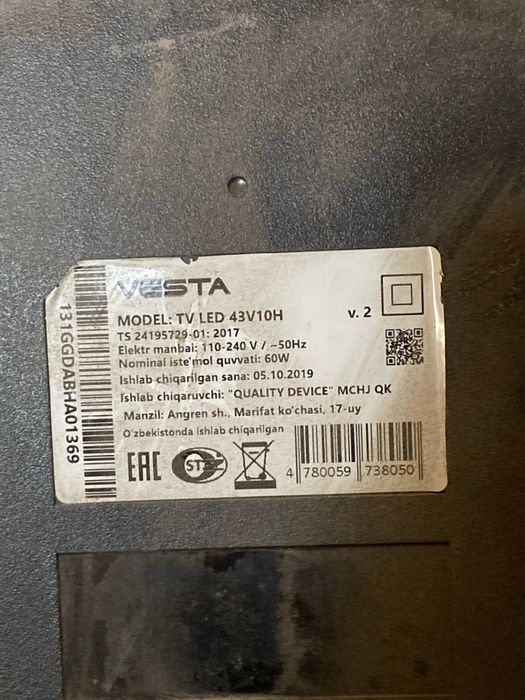 VESTA
MODEL: TV LED 43V10H
v. 2
TS 24195729-01: 2017
Elektr manbai: 110-240 V / ~50Hz
Nominal iste'mol quvvati: 60W
Ishlab chiqarilgan sana: 05.10.2019
Ishlab chiqaruvchi: "QUALITY DEVICE" MCHJ QK
Manzil: Angren sh., Marifat ko'chasi, 17-uy
O'zbekistonda ishlab chiqarilgan
EAC
ST
4 780059 738050
131GGDABHA01369